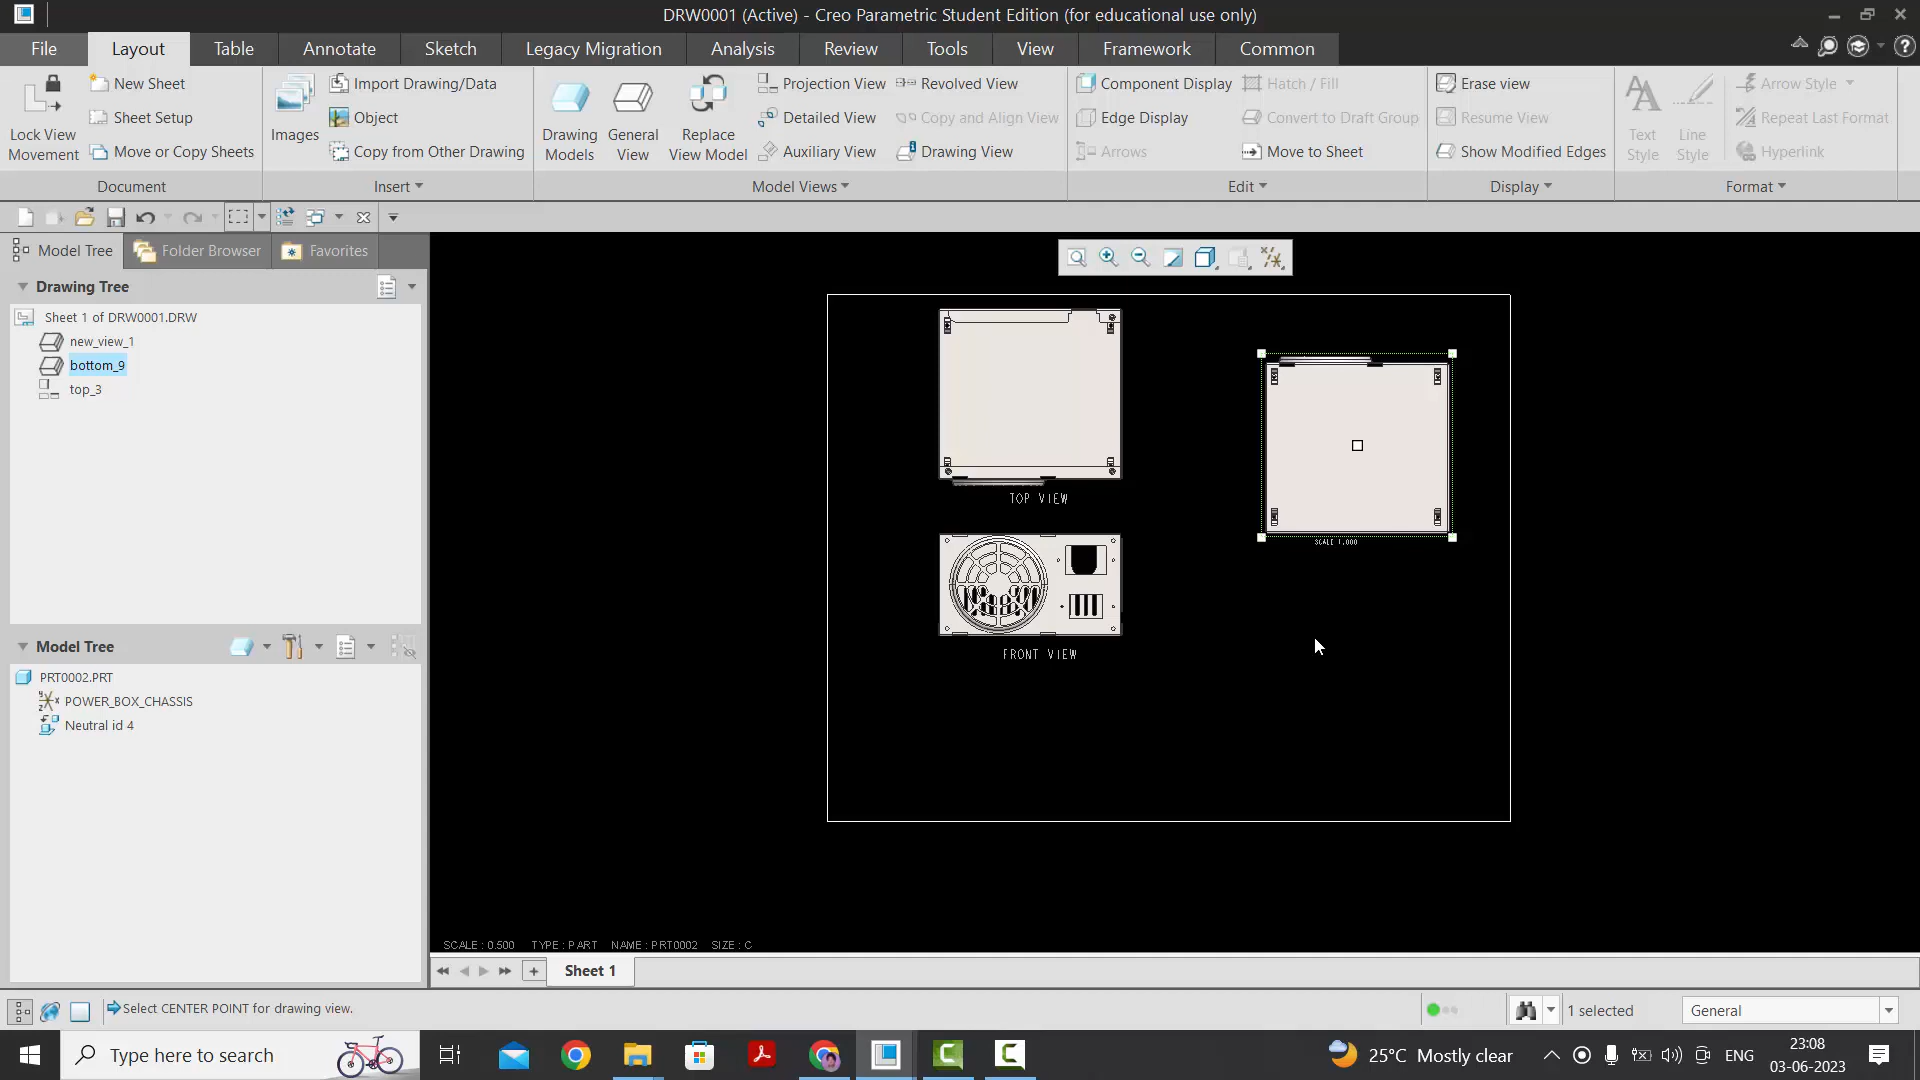 DRW0001 (Active) - Creo Parametric Student Edition (for educational use only)
File Layout Table Annotate Sketch Legacy Migration Analysis Review Tools View Framework Common
Lock View Movement
New Sheet
Sheet Setup
Move or Copy Sheets
Document
Images
Import Drawing/Data
Object
Copy from Other Drawing
Insert
Drawing Models
General View
Replace View Model
Projection View
Detailed View
Auxiliary View
Revolved View
Copy and Align View
Drawing View
Model Views
Component Display
Edge Display
Arrows
Hatch / Fill
Convert to Draft Group
Move to Sheet
Edit
Erase view
Resume View
Show Modified Edges
Display
Text Style
Line Style
Arrow Style
Repeat Last Format
Hyperlink
Format
Model Tree Folder Browser Favorites
Drawing Tree
Sheet 1 of DRW0001.DRW
new_view_1
bottom_9
top_3
Model Tree
PRT0002.PRT
POWER_BOX_CHASSIS
Neutral id 4
TOP VIEW
SCALE 1.000
FRONT VIEW
SCALE : 0.500 TYPE : PART NAME : PRT0002 SIZE : C
Sheet 1
Select CENTER POINT for drawing view.
1 selected
General
Type here to search
25°C Mostly clear
ENG
23:08
03-06-2023